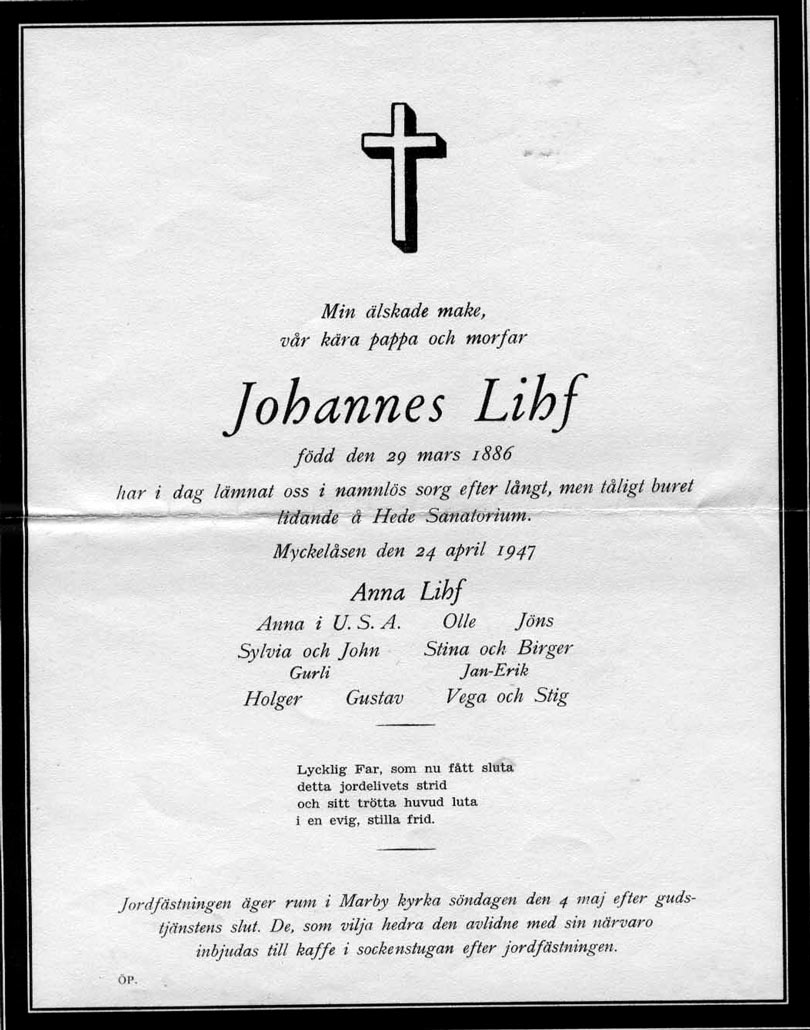 Min älskade make,
vår kära pappa och morfar
Johannes Lihf
född den 29 mars 1886
har i dag lämnat oss i namnlös sorg efter långt, men tåligt buret
lidande å Hede Sanatorium.
Myckelåsen den 24 april 1947
Anna Lihf
Anna i U. S. A. Olle Jöns
Sylvia och John Stina och Birger
Gurli Jan-Erik
Holger Gustav Vega och Stig
Lycklig Far, som nu fått sluta
detta jordelivets strid
och sitt trötta huvud luta
i en evig, stilla frid.
Jordfästningen äger rum i Marby kyrka söndagen den 4 maj efter guds-
tjänstens slut. De, som vilja hedra den avlidne med sin närvaro
inbjudas till kaffe i sockenstugan efter jordfästningen.
ÖP.